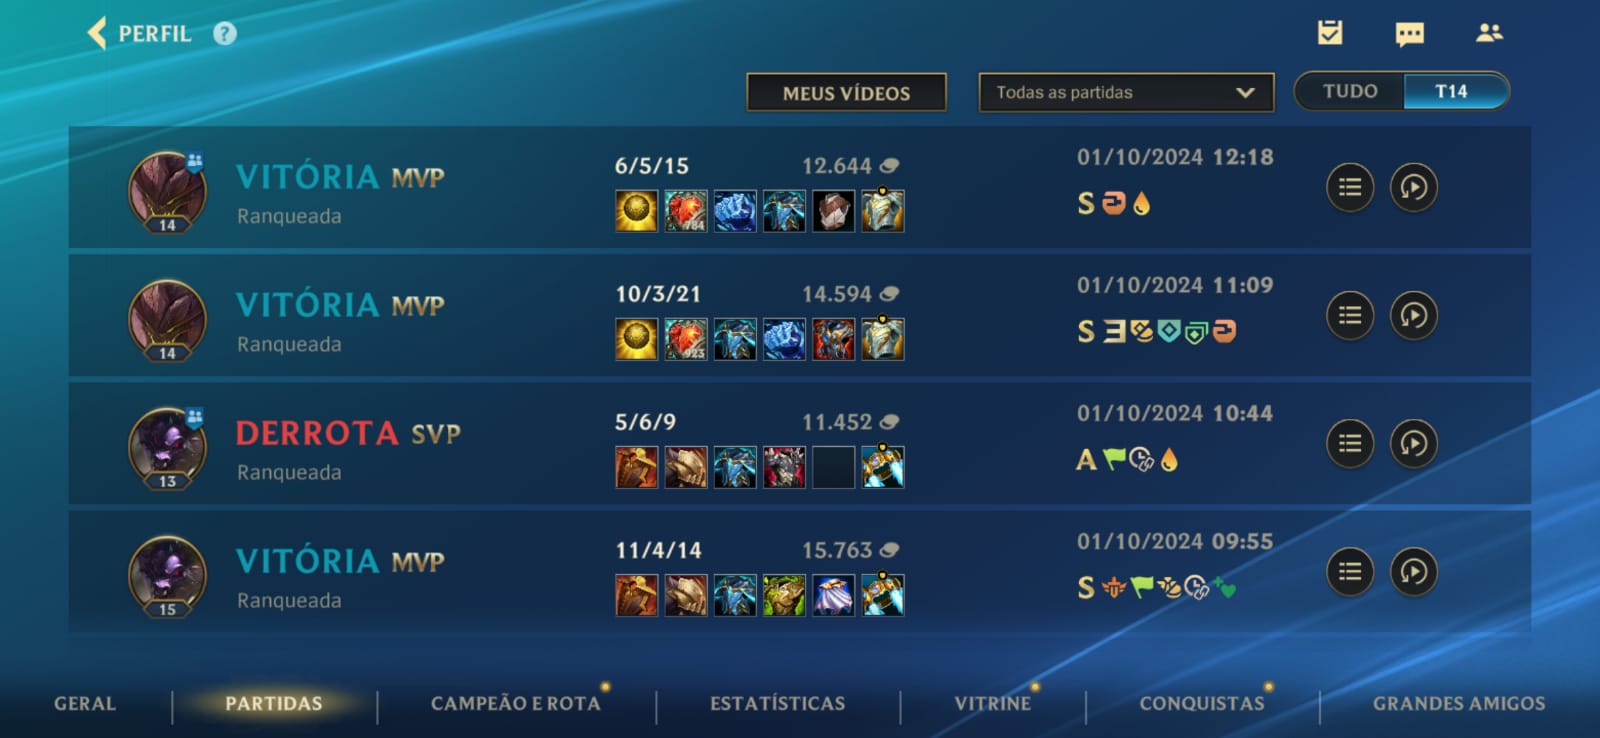 PERFIL ?
MEUS VÍDEOS
Todas as partidas
TUDO
T14
14
VITÓRIA MVP
Ranqueada
6/5/15
12.644
784
01/10/2024 12:18
S
14
VITÓRIA MVP
Ranqueada
10/3/21
14.594
923
01/10/2024 11:09
S
13
DERROTA SVP
Ranqueada
5/6/9
11.452
01/10/2024 10:44
A
15
VITÓRIA MVP
Ranqueada
11/4/14
15.763
01/10/2024 09:55
S
GERAL
PARTIDAS
CAMPEÃO E ROTA
ESTATÍSTICAS
VITRINE
CONQUISTAS
GRANDES AMIGOS